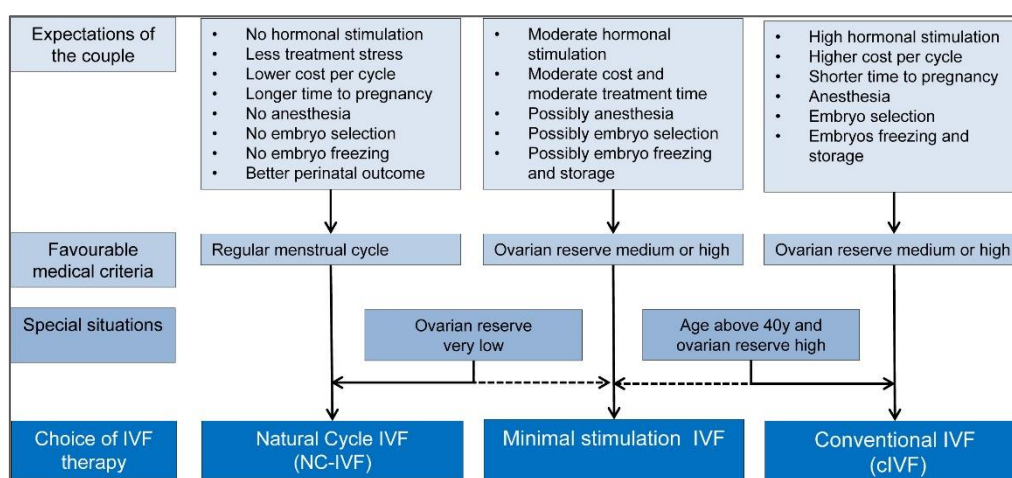 Expectations of
the couple
• No hormonal stimulation
• Less treatment stress
• Lower cost per cycle
• Longer time to pregnancy
• No anesthesia
• No embryo selection
• No embryo freezing
• Better perinatal outcome
• Moderate hormonal
stimulation
• Moderate cost and
moderate treatment time
• Possibly anesthesia
• Possibly embryo selection
• Possibly embryo freezing
and storage
• High hormonal stimulation
• Higher cost per cycle
• Shorter time to pregnancy
• Anesthesia
• Embryo selection
• Embryos freezing and
storage
Favourable
medical criteria
Regular menstrual cycle
Ovarian reserve medium or high
Ovarian reserve medium or high
Special situations
Ovarian reserve
very low
Age above 40y and
ovarian reserve high
Choice of IVF
therapy
Natural Cycle IVF
(NC-IVF)
Minimal stimulation IVF
Conventional IVF
(cIVF)